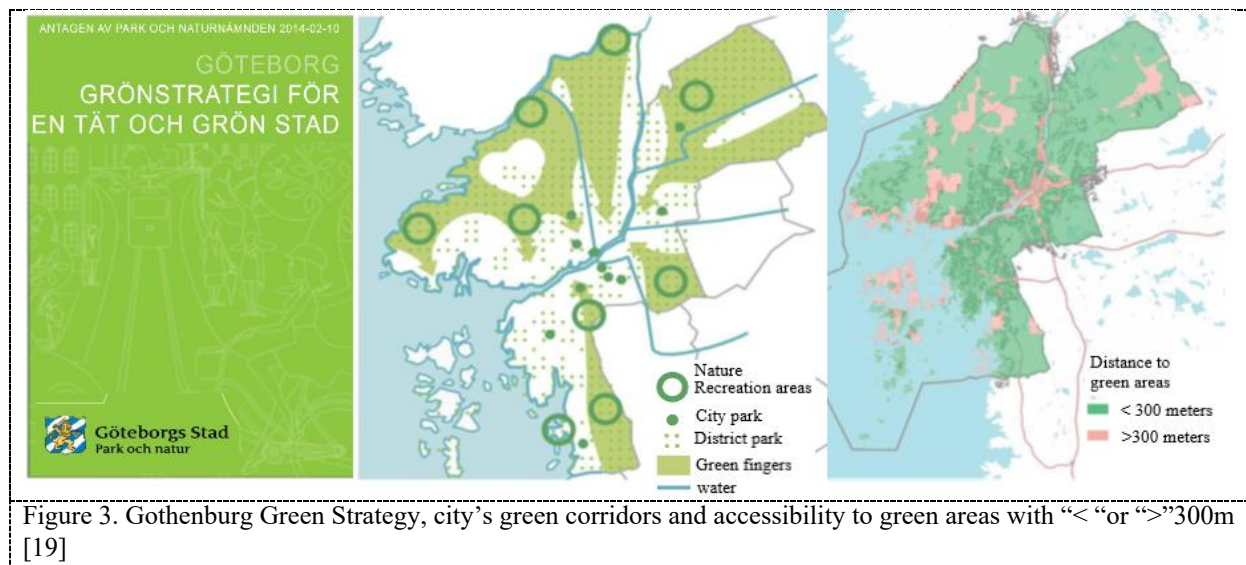 ANTAGEN AV PARK OCH NATURNÄMNDEN 2014-02-10
GÖTEBORG
GRÖNSTRATEGI FÖR
EN TÄT OCH GRÖN STAD
Göteborgs Stad
Park och natur
Nature
Recreation areas
City park
District park
Green fingers
water
Distance to
green areas
< 300 meters
>300 meters
Figure 3. Gothenburg Green Strategy, city’s green corridors and accessibility to green areas with “< “or “>”300m
[19]